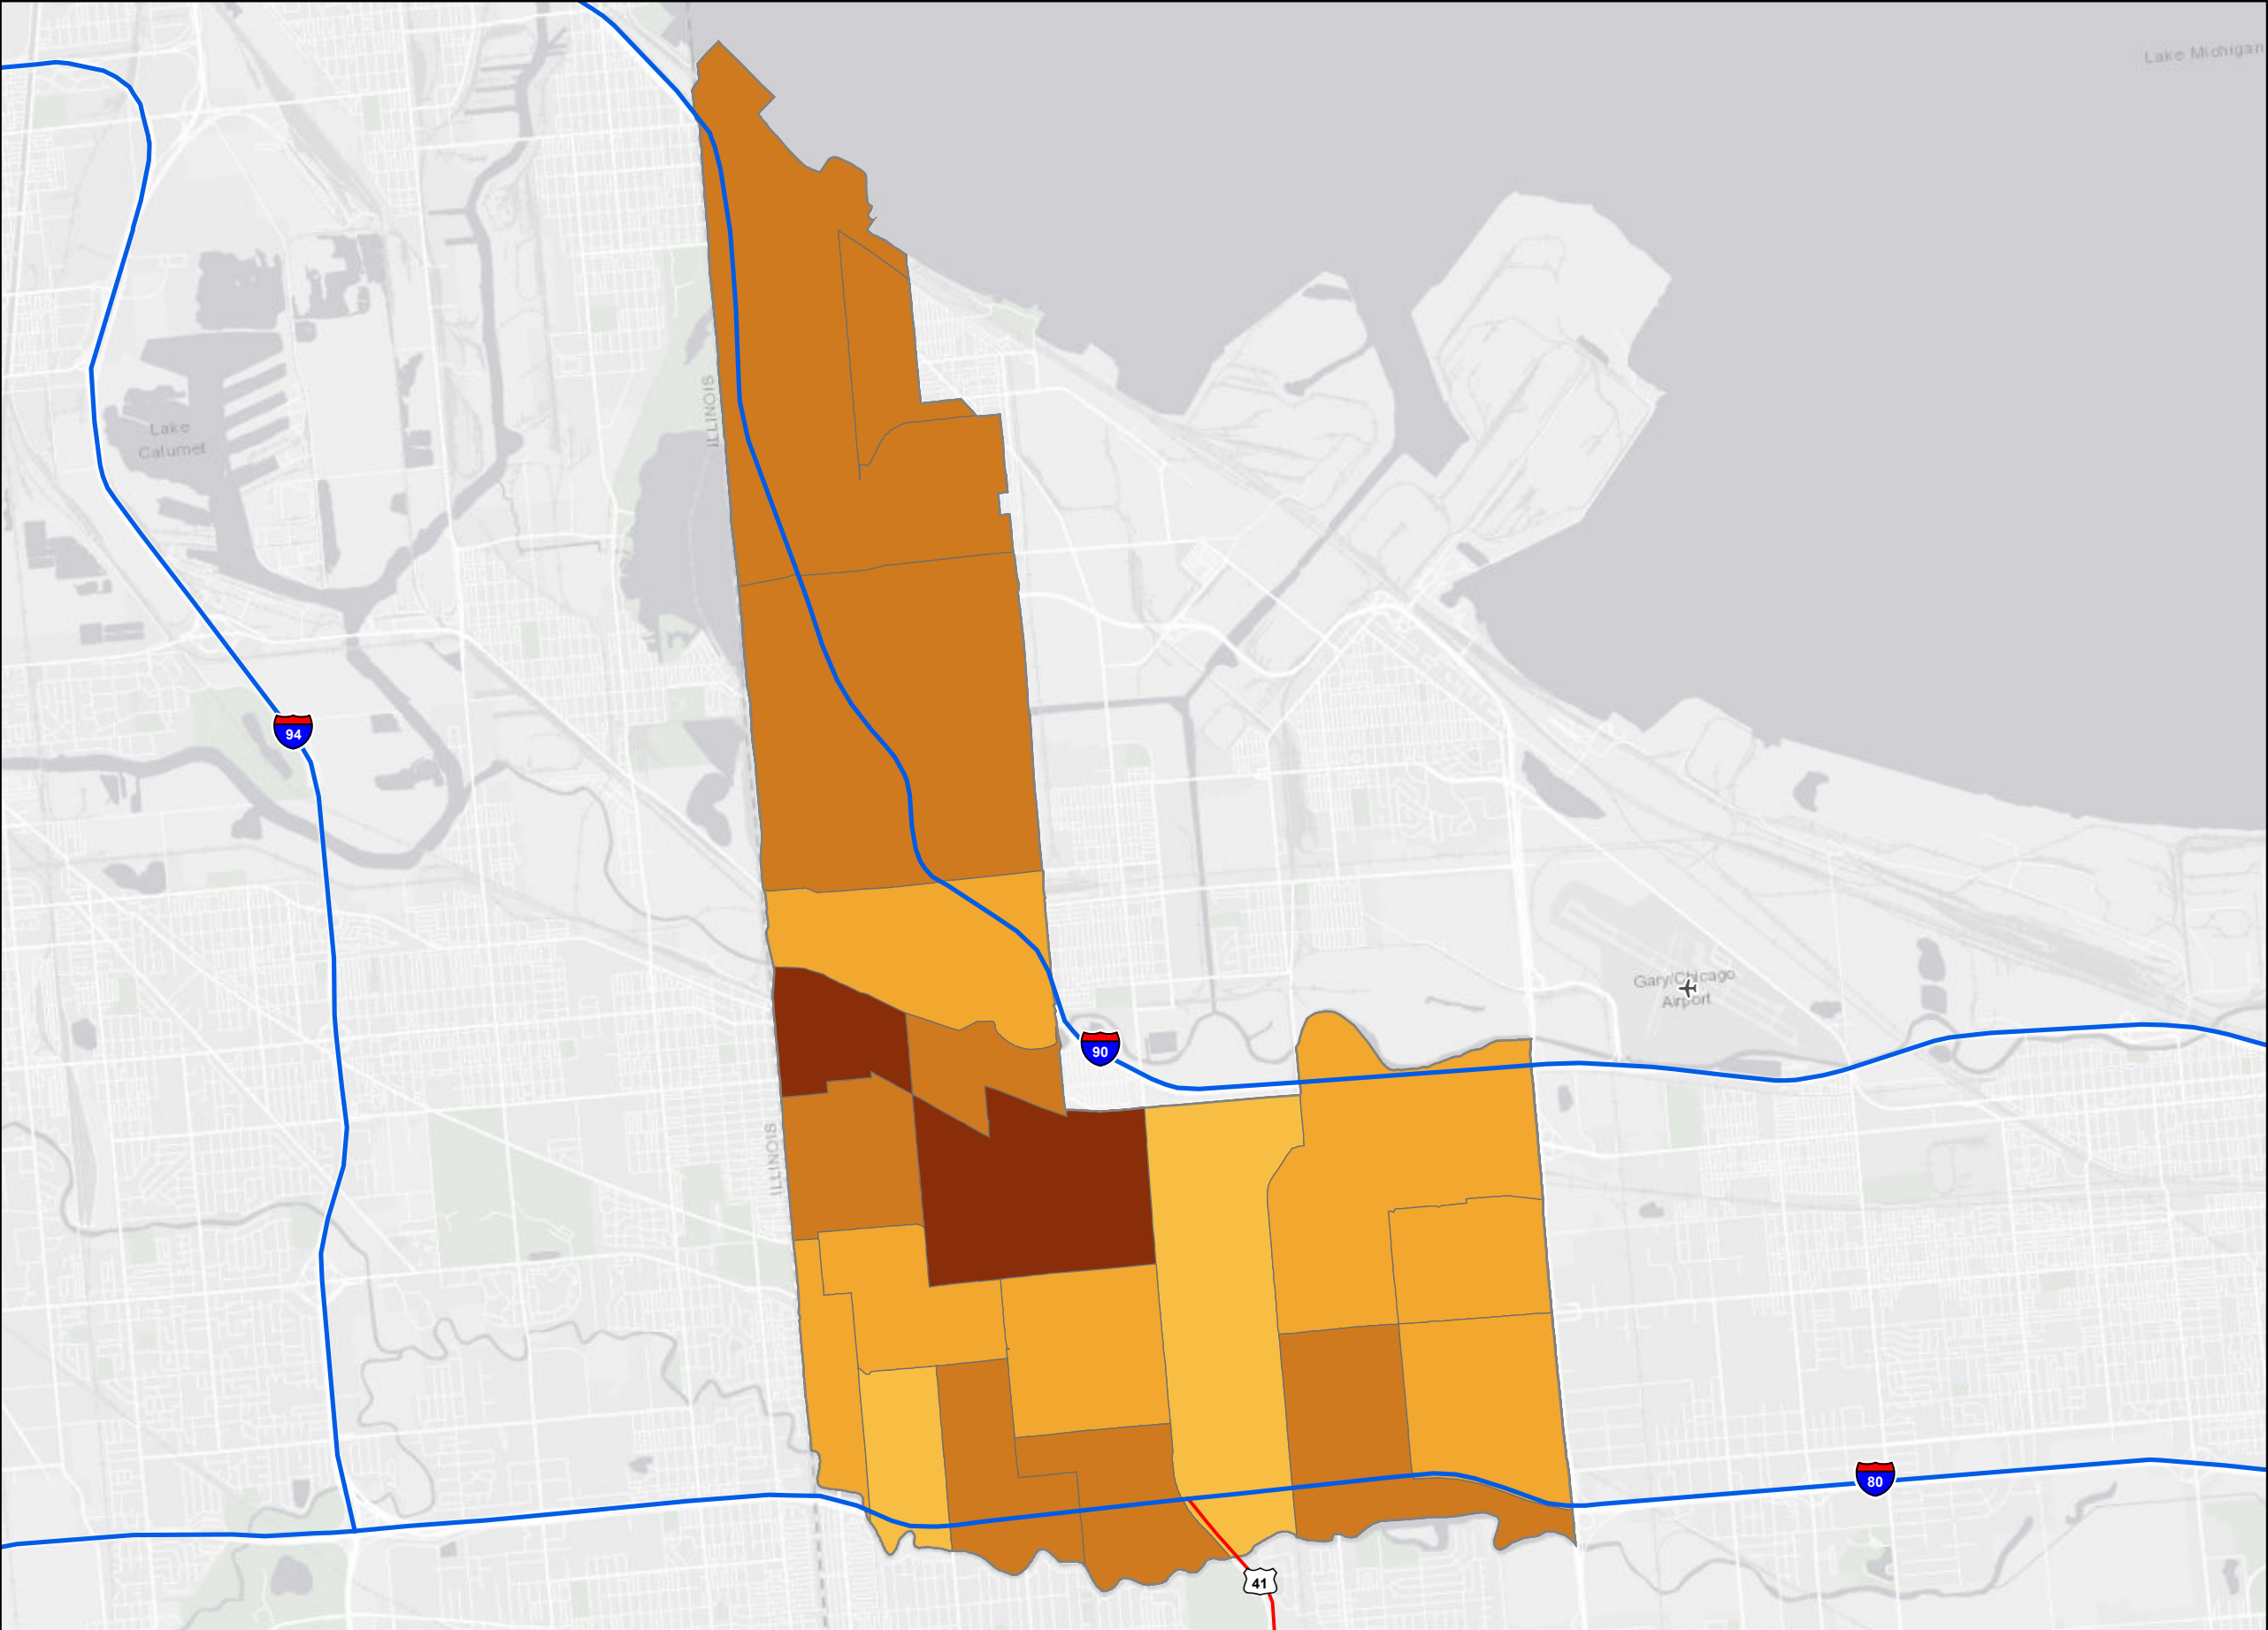 Lake Michigan
ILLINOIS
Lake
Calumet
94
Gary/Chicago
Airport
90
ILLINOIS
80
41